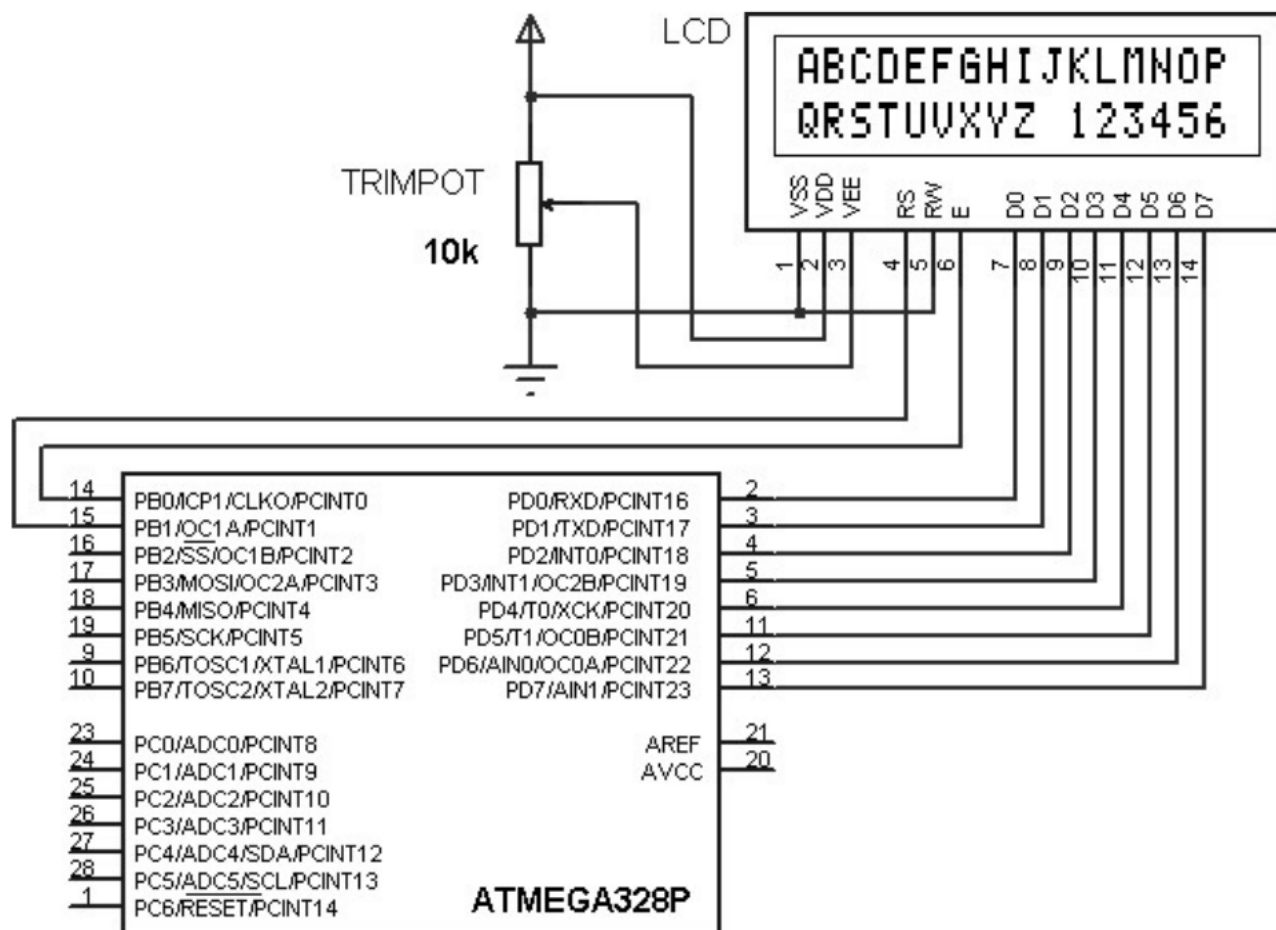 LCD
ABCDEFGHIJKLMNOP
QRSTUVXYZ 123456
TRIMPOT
10k
VSS VDD VEE RS RW E D0 D1 D2 D3 D4 D5 D6 D7
1 2 3 4 5 6 7 8 9 10 11 12 13 14
14 PB0/ICP1/CLKO/PCINT0 PD0/RXD/PCINT16 2
15 PB1/OC1A/PCINT1 PD1/TXD/PCINT17 3
16 PB2/SS/OC1B/PCINT2 PD2/INT0/PCINT18 4
17 PB3/MOSI/OC2A/PCINT3 PD3/INT1/OC2B/PCINT19 5
18 PB4/MISO/PCINT4 PD4/T0/XCK/PCINT20 6
19 PB5/SCK/PCINT5 PD5/T1/OC0B/PCINT21 11
9 PB6/TOSC1/XTAL1/PCINT6 PD6/AIN0/OC0A/PCINT22 12
10 PB7/TOSC2/XTAL2/PCINT7 PD7/AIN1/PCINT23 13
23 PC0/ADC0/PCINT8 AREF 21
24 PC1/ADC1/PCINT9 AVCC 20
25 PC2/ADC2/PCINT10
26 PC3/ADC3/PCINT11
27 PC4/ADC4/SDA/PCINT12
28 PC5/ADC5/SCL/PCINT13
1 PC6/RESET/PCINT14 ATMEGA328P